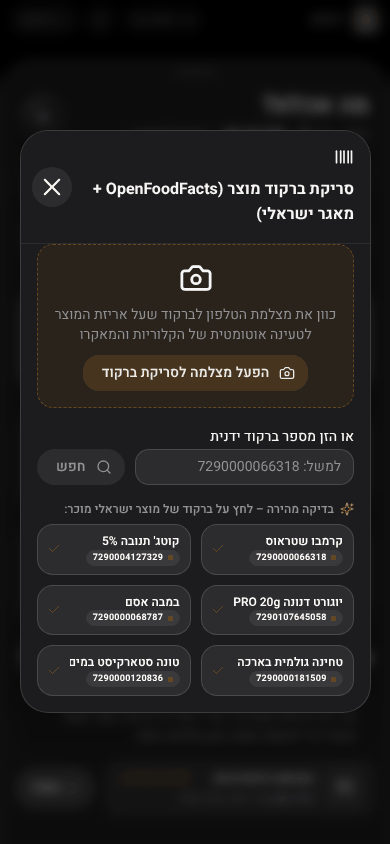 סריקת ברקוד מוצר (OpenFoodFacts +
מאגר ישראלי)
כוון את מצלמת הטלפון לברקוד שעל אריזת המוצר
לטעינה אוטומטית של הקלוריות והמאקרו
הפעל מצלמה לסריקת ברקוד
או הזן מספר ברקוד ידנית
למשל: 7290000066318
חפש
בדיקה מהירה – לחץ על ברקוד של מוצר ישראלי מוכר:
קרמבו שטראוס
7290000066318
קוטג' תנובה 5%
7290004127329
יוגורט דנונה PRO 20g
7290107645058
במבה אסם
7290000068787
טחינה גולמית בארכה
7290000181509
טונה סטארקיסט במים
7290000120836